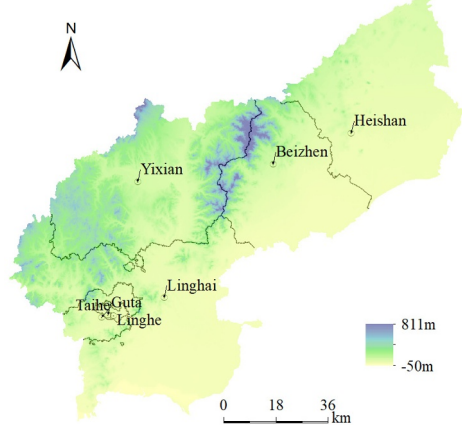 N
Heishan
Beizhen
Yixian
Linghai
Taihe
Guta
Linghe
811m
-50m
0 18 36
km